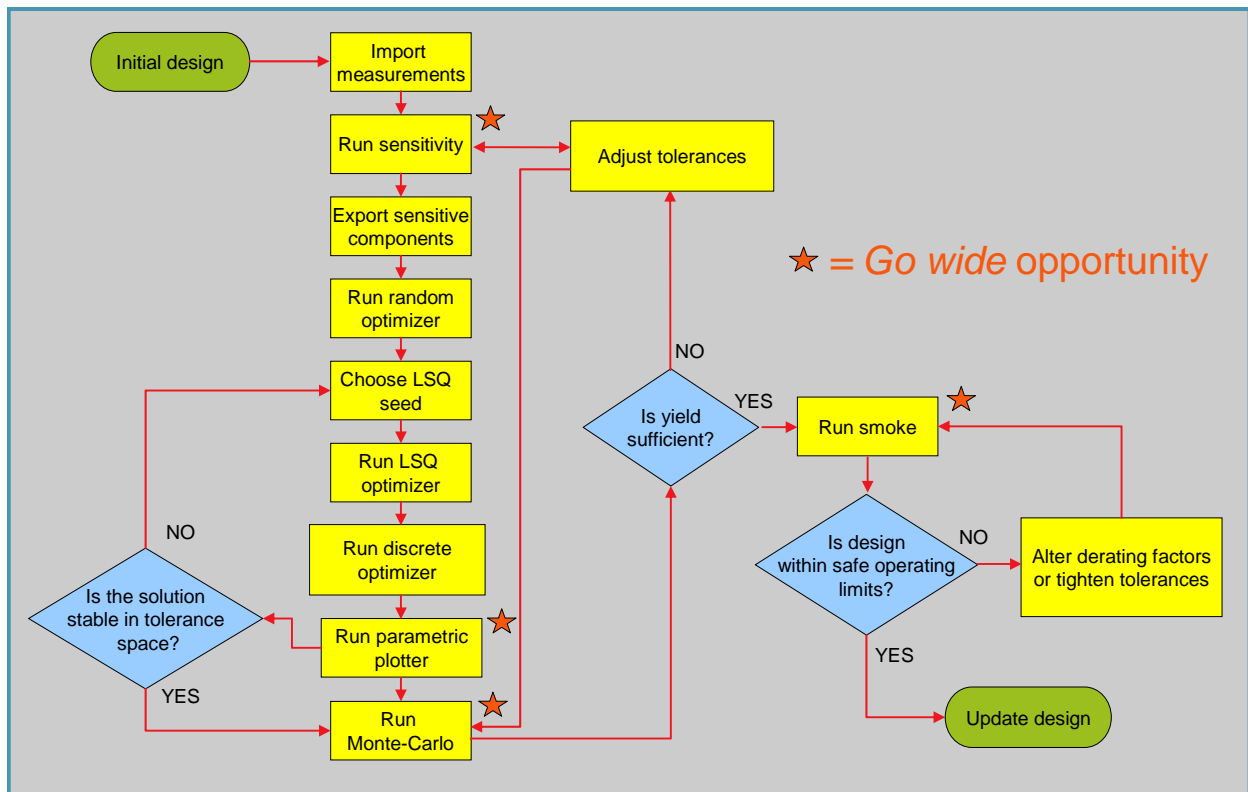 Initial design
Import
measurements
Run sensitivity
Adjust tolerances
Export sensitive
components
★ = Go wide opportunity
Run random
optimizer
NO
Choose LSQ
seed
YES
Is yield
sufficient?
Run smoke
Run LSQ
optimizer
NO
Run discrete
optimizer
Is design
within safe operating
limits?
NO
Alter derating factors
or tighten tolerances
Is the solution
stable in tolerance
space?
Run parametric
plotter
YES
YES
Run
Monte-Carlo
Update design